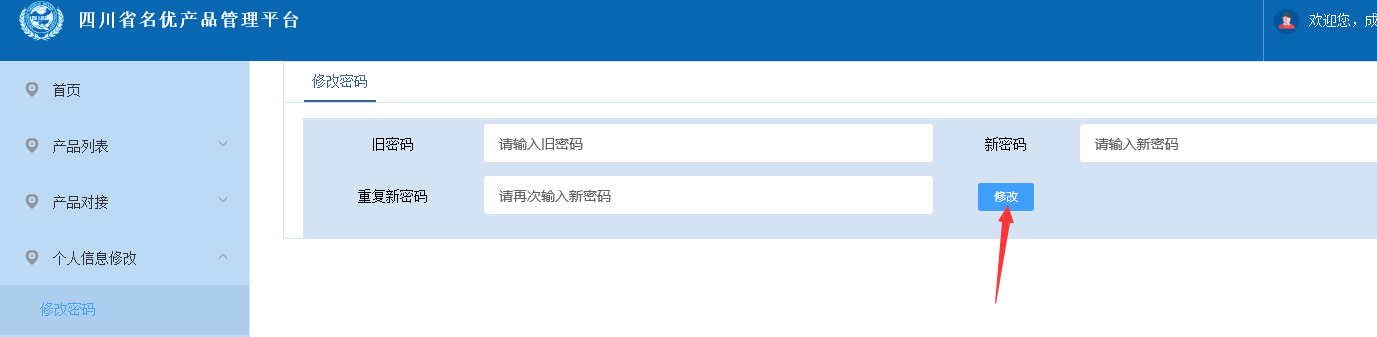 四川省名优产品管理平台
欢迎您，成
首页
产品列表
产品对接
个人信息修改
修改密码
修改密码
旧密码 请输入旧密码 新密码 请输入新密码
重复新密码 请再次输入新密码 修改